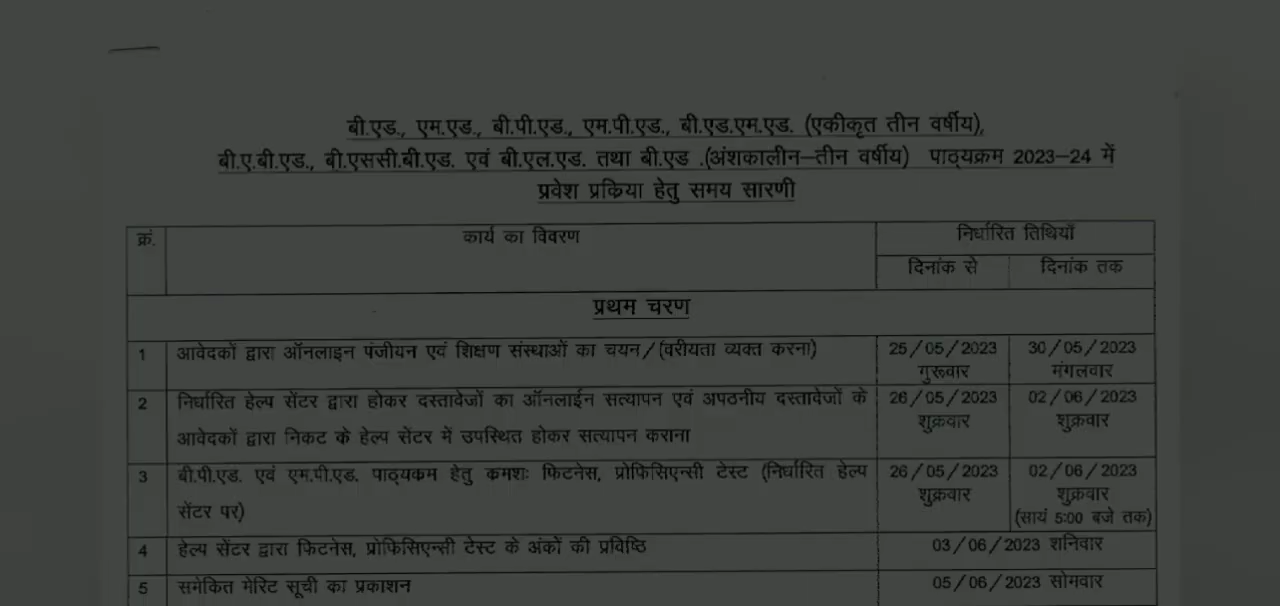 बी.एड., एम.एड., बी.पी.एड., एम.पी.एड., बी.एड.एम.एड. (एकीकृत तीन वर्षीय),
बी.ए.बी.एड., बी.एससी.बी.एड. एवं बी.एल.एड. तथा बी.एड .(अंशकालीन–तीन वर्षीय) पाठ्यक्रम 2023–24 में
प्रवेश प्रकिया हेतु समय सारणी
क्रं. कार्य का विवरण निर्धारित तिथियॉं
दिनांक से दिनांक तक
प्रथम चरण
1 आवेदकों द्वारा ऑनलाइन पंजीयन एवं शिक्षण संस्थाओं का चयन/(वरीयता व्यक्त करना) 25/05/2023 30/05/2023
गुरूवार मंगलवार
2 निर्धारित हेल्प सेंटर द्वारा होकर दस्तावेजों का ऑनलाईन सत्यापन एवं अपठनीय दस्तावेजों के 26/05/2023 02/06/2023
शुक्रवार शुक्रवार
आवेदकों द्वारा निकट के हेल्प सेंटर में उपस्थित होकर सत्यापन कराना
3 बी.पी.एड. एवं एम.पी.एड. पाठ्यकम हेतु कमशः फिटनेस, प्रोफिसिएन्सी टेस्ट (निर्धारित हेल्प 26/05/2023 02/06/2023
शुक्रवार शुक्रवार
सेंटर पर) (सायं 5:00 बजे तक)
4 हेल्प सेंटर द्वारा फिटनेस, प्रोफिसिएन्सी टेस्ट के अंकों की प्रविष्ठि 03/06/2023 शनिवार
5 समेकित मेरिट सूची का प्रकाशन 05/06/2023 सोमवार